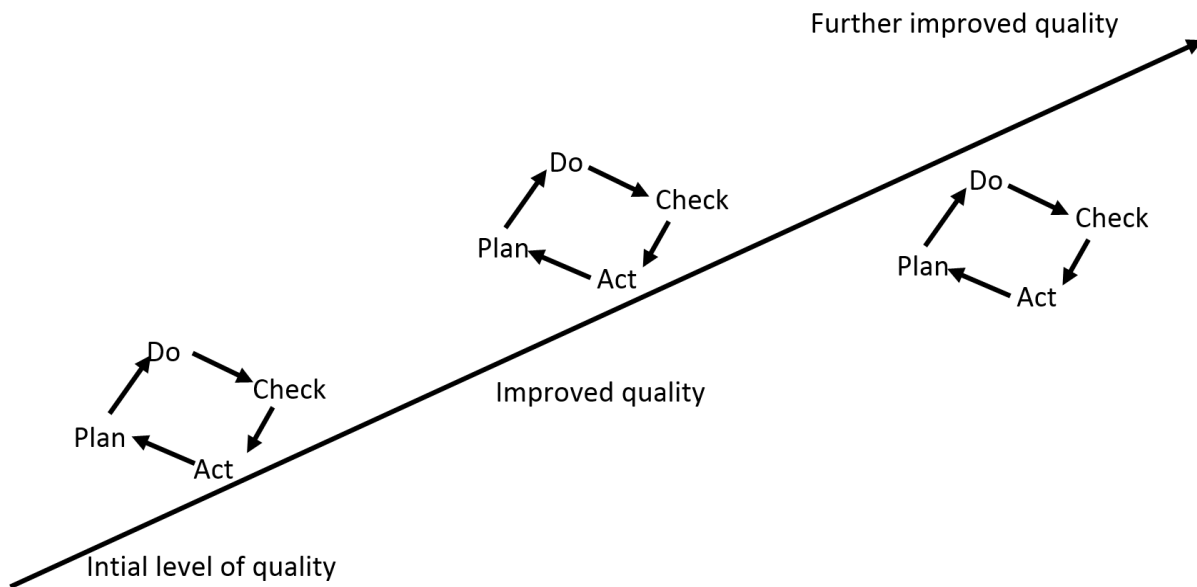 Further improved quality
Do
Check
Plan
Act
Do
Check
Plan
Act
Improved quality
Do
Check
Plan
Act
Intial level of quality